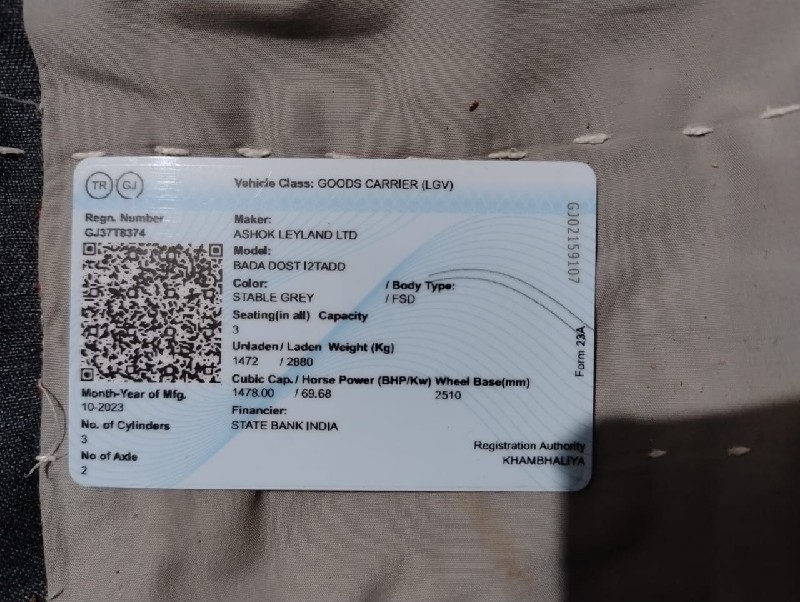 TR GJ
Vehicle Class: GOODS CARRIER (LGV)
Regn. Number
GJ37T8374
Maker:
ASHOK LEYLAND LTD
Model:
BADA DOST I2TADD
Color: / Body Type:
STABLE GREY / FSD
Seating(in all) Capacity
3
Unladen/ Laden Weight (Kg)
1472 / 2880
Cubic Cap./ Horse Power (BHP/Kw) Wheel Base(mm)
1478.00 / 69.68 2510
Financier:
STATE BANK INDIA
Month-Year of Mfg.
10-2023
No. of Cylinders
3
No of Axle
2
Registration Authority
KHAMBHALIYA
GJ02159107
Form 23A